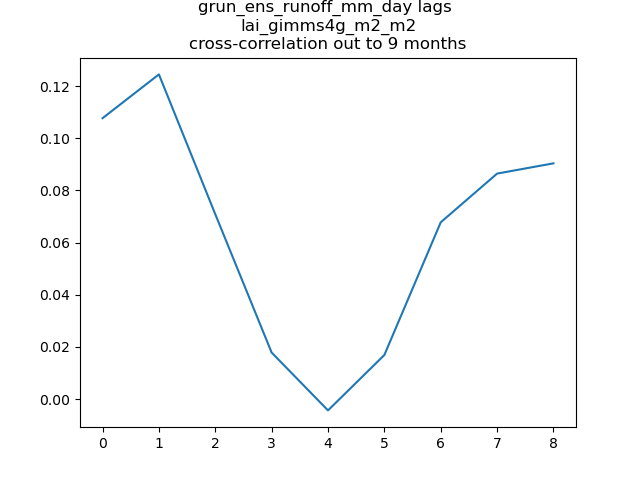 grun_ens_runoff_mm_day lags
lai_gimms4g_m2_m2
cross-correlation out to 9 months
0.12
0.10
0.08
0.06
0.04
0.02
0.00
0 1 2 3 4 5 6 7 8